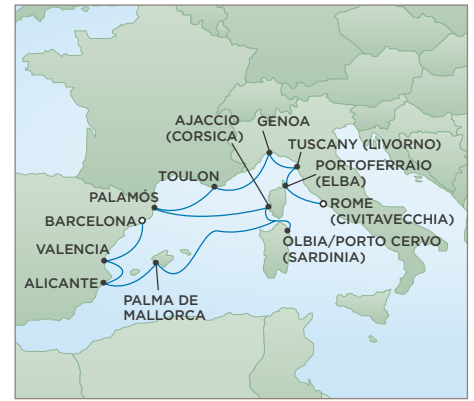 AJACCIO
(CORSICA)
GENOA
TUSCANY (LIVORNO)
PORTOFERRAIO
(ELBA)
TOULON
PALAMÓS
ROME
(CIVITAVECCHIA)
BARCELONA
OLBIA/PORTO CERVO
(SARDINIA)
VALENCIA
ALICANTE
PALMA DE
MALLORCA